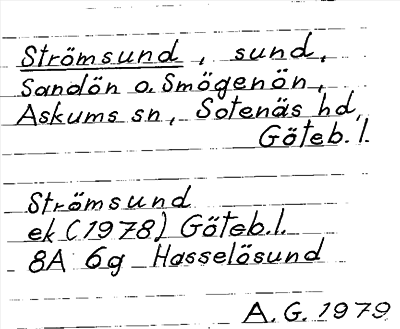 Strömsund, sund,
Sandön o. Smögenön,
Askums sn, Sotenäs hd,
Göteb. l.
Strömsund
ek (1978) Göteb. l.
8A 6g Hasselösund
A. G. 1979